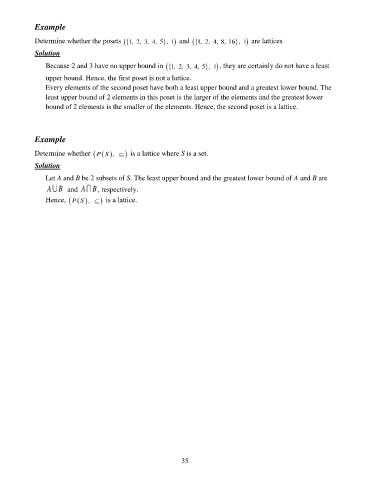 Example
Determine whether the posets ({1, 2, 3, 4, 5}, |) and ({1, 2, 4, 8, 16}, |) are lattices
Solution
Because 2 and 3 have no upper bound in ({1, 2, 3, 4, 5}, |), they are certainly do not have a least
upper bound. Hence, the first poset is not a lattice.
Every elements of the second poset have both a least upper bound and a greatest lower bound. The
least upper bound of 2 elements in this poset is the larger of the elements and the greatest lower
bound of 2 elements is the smaller of the elements. Hence, the second poset is a lattice.
Example
Determine whether (P(S), ⊆) is a lattice where S is a set.
Solution
Let A and B be 2 subsets of S. The least upper bound and the greatest lower bound of A and B are
A⋃B and A⋂B, respectively.
Hence, (P(S), ⊆) is a lattice.
35